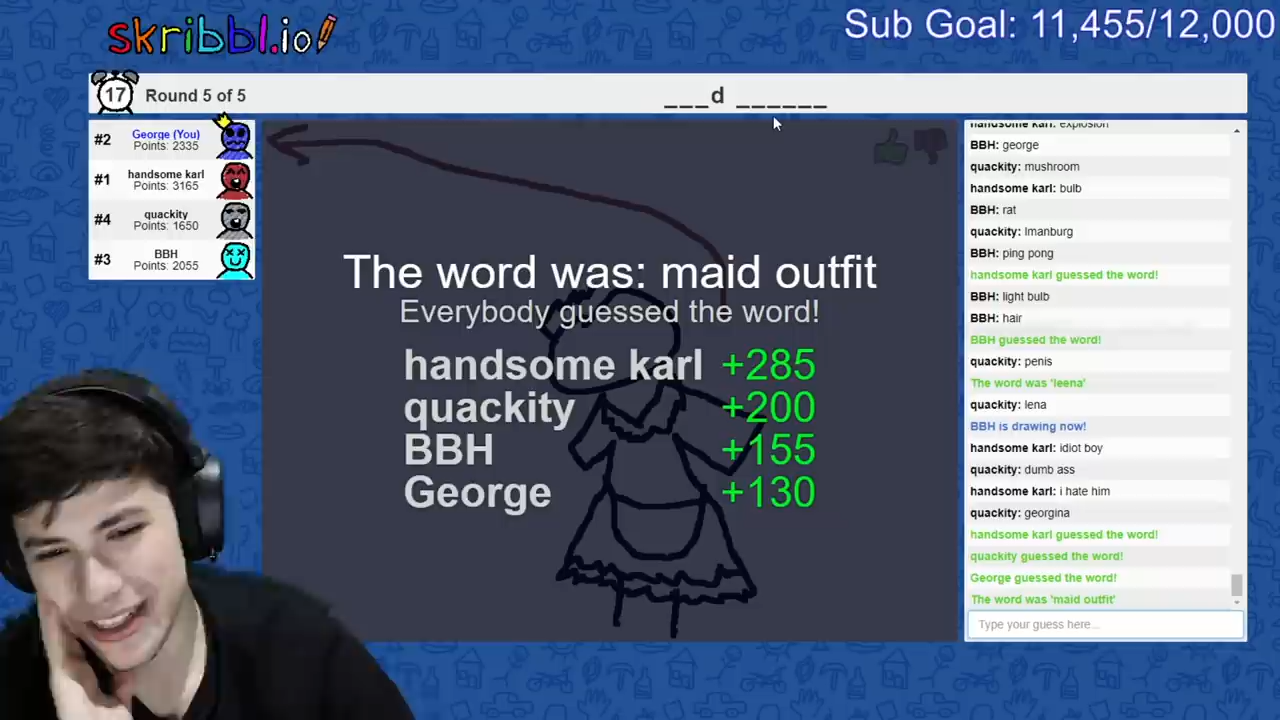 skribbl.io
Sub Goal: 11,455/12,000
17
Round 5 of 5
___d ______
#2
George (You)
Points: 2335
#1
handsome karl
Points: 3165
#4
quackity
Points: 1650
#3
BBH
Points: 2055
The word was: maid outfit
Everybody guessed the word!
handsome karl +285
quackity +200
BBH +155
George +130
handsome karl: explosion
BBH: george
quackity: mushroom
handsome karl: bulb
BBH: rat
quackity: lmanburg
BBH: ping pong
handsome karl guessed the word!
BBH: light bulb
BBH: hair
BBH guessed the word!
quackity: penis
The word was 'leena'
quackity: lena
BBH is drawing now!
handsome karl: idiot boy
quackity: dumb ass
handsome karl: i hate him
quackity: georgina
handsome karl guessed the word!
quackity guessed the word!
George guessed the word!
The word was 'maid outfit'
Type your guess here...